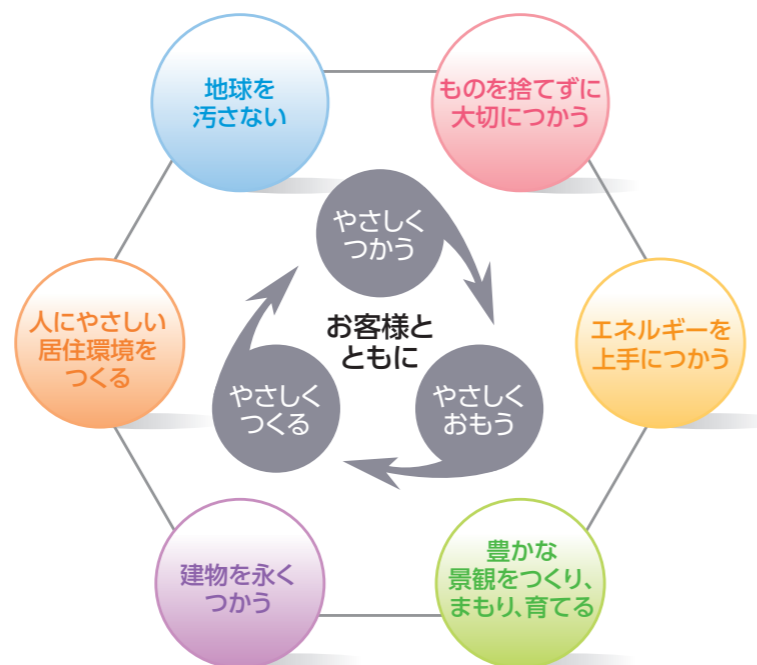 地球を
汚さない
ものを捨てずに
大切につかう
やさしく
つかう
人にやさしい
居住環境を
つくる
お客様と
ともに
エネルギーを
上手につかう
やさしく
つくる
やさしく
おもう
建物を永く
つかう
豊かな
景観をつくり、
まもり、育てる